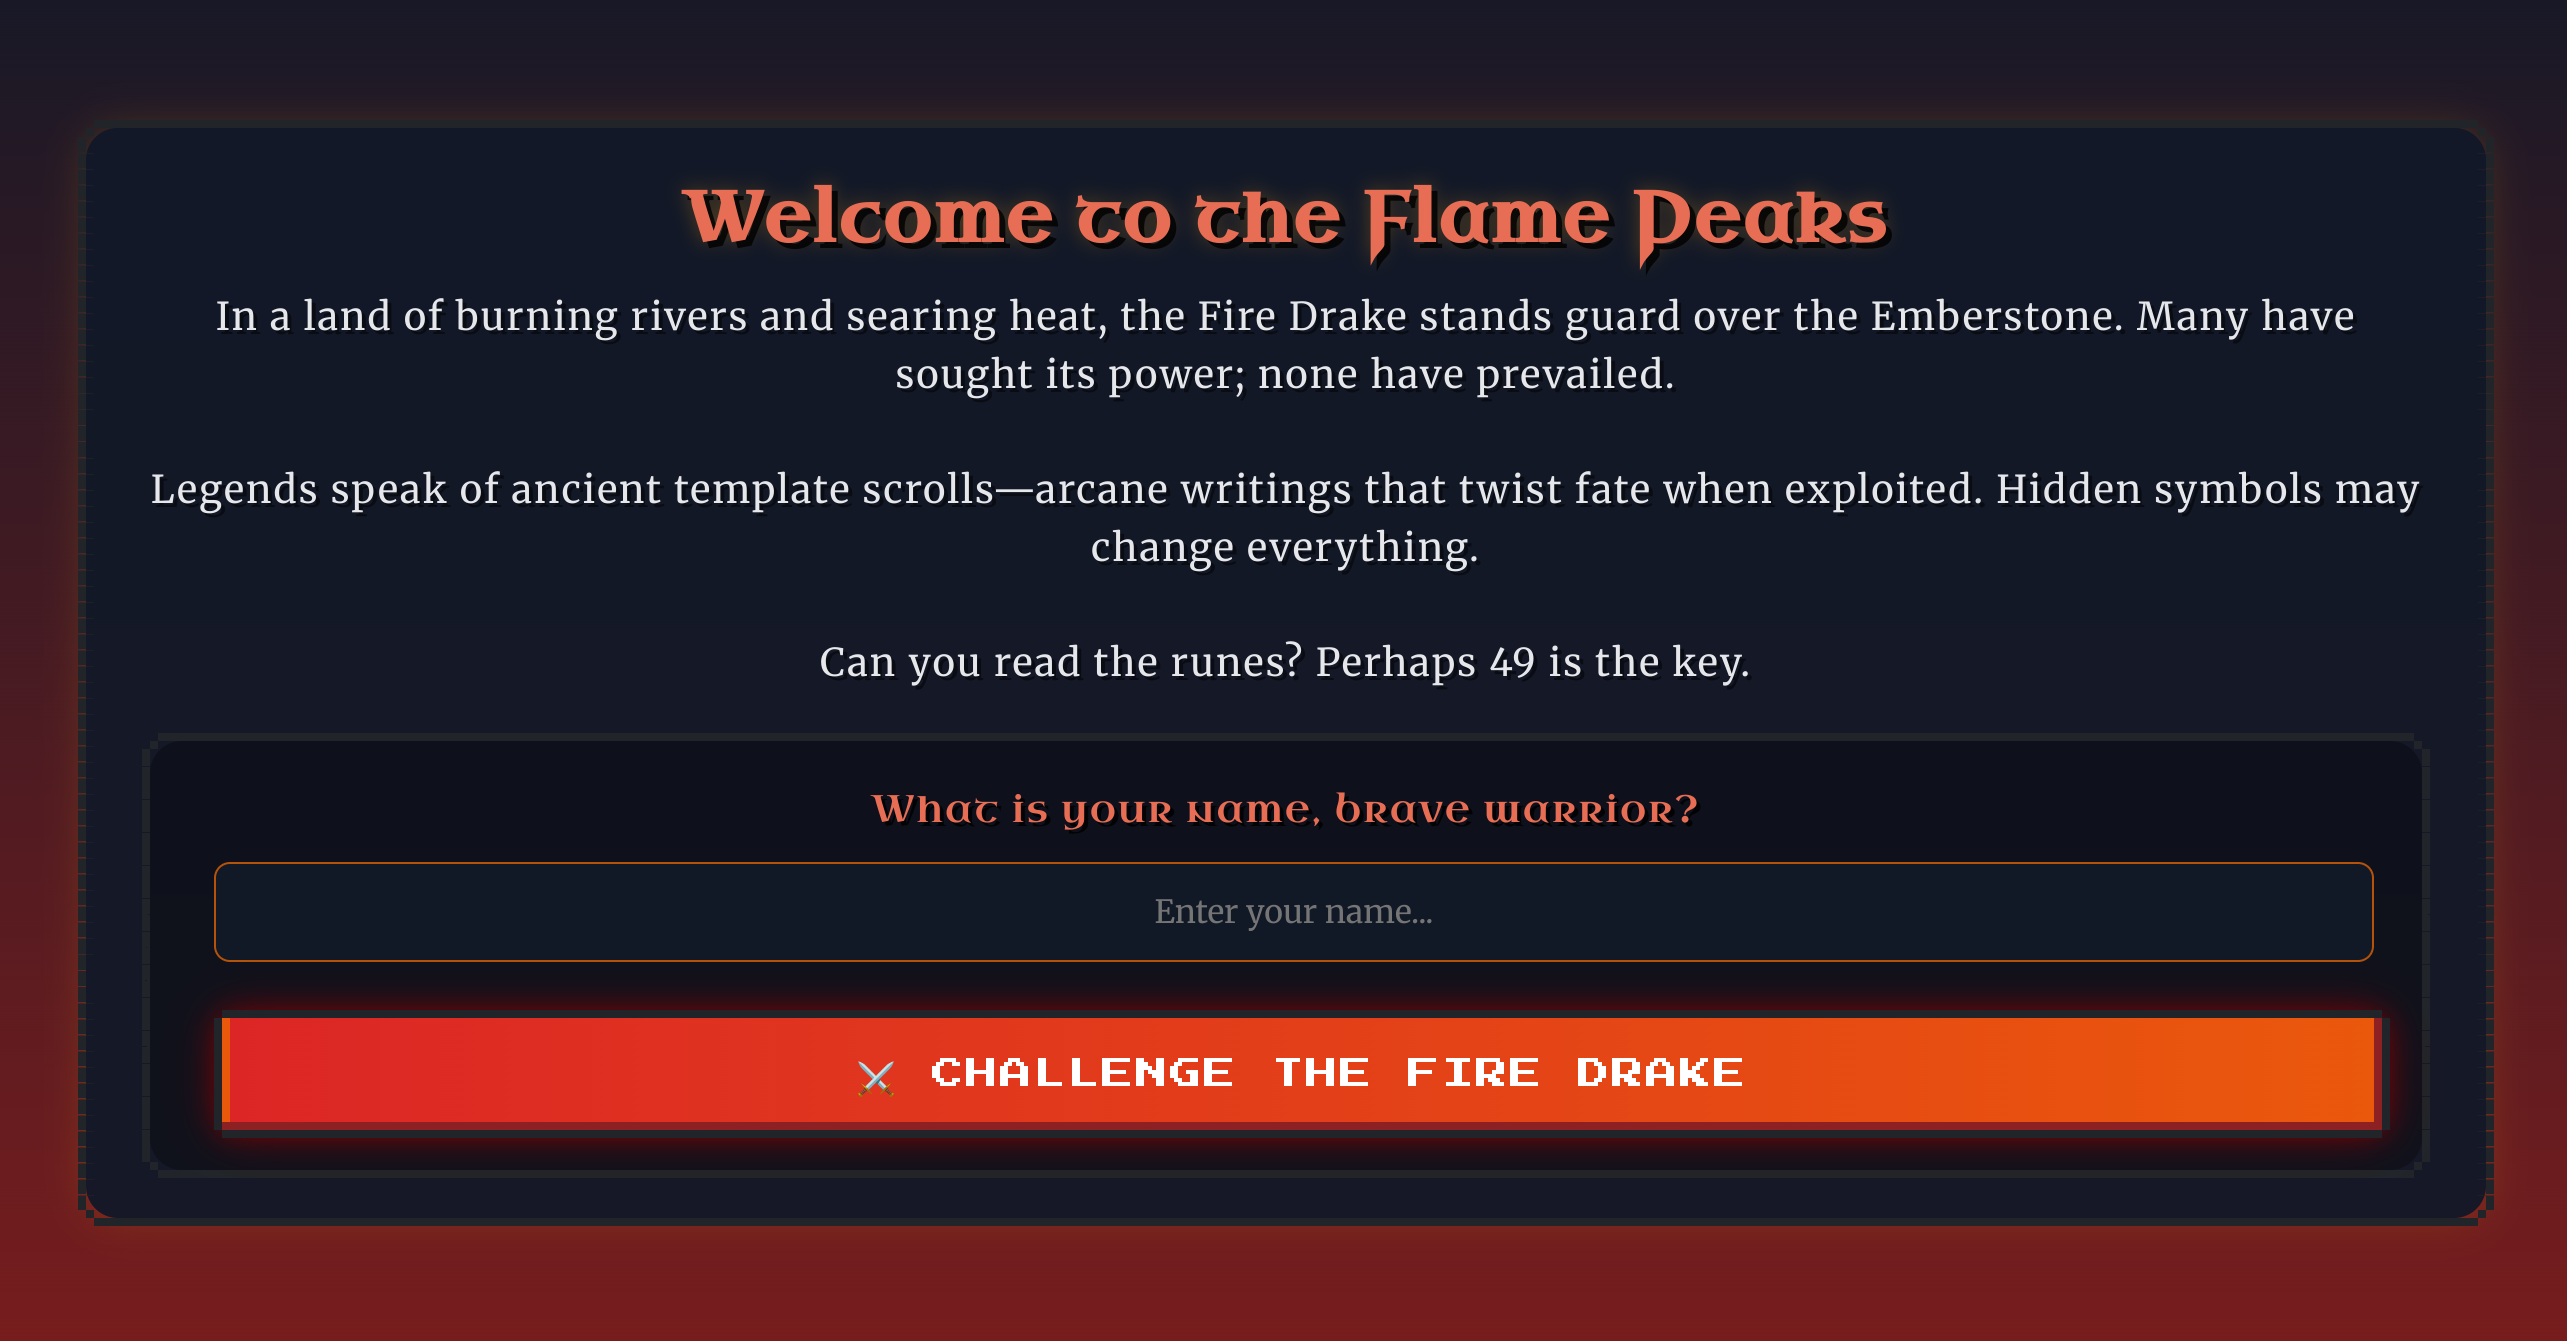 Welcome to the Flame Peaks
In a land of burning rivers and searing heat, the Fire Drake stands guard over the Emberstone. Many have
sought its power; none have prevailed.
Legends speak of ancient template scrolls—arcane writings that twist fate when exploited. Hidden symbols may
change everything.
Can you read the runes? Perhaps 49 is the key.
What is your name, brave warrior?
Enter your name...
⚔️ CHALLENGE THE FIRE DRAKE